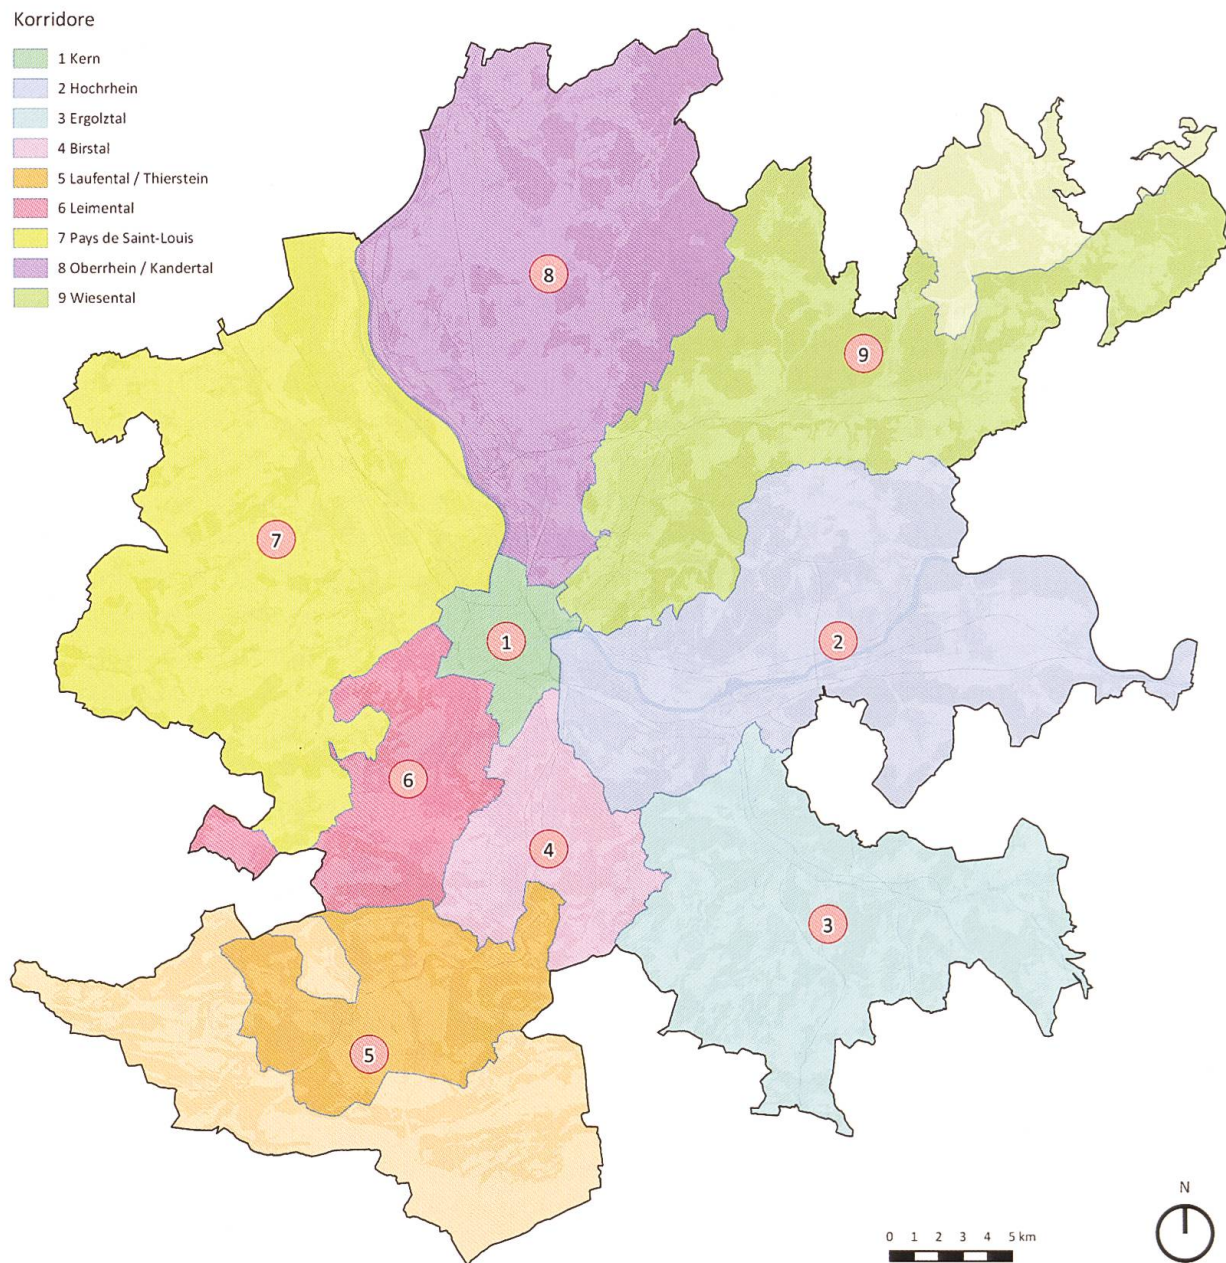 Korridore
1 Kern
2 Hochrhein
3 Ergolztal
4 Birstal
5 Laufental / Thierstein
6 Leimental
7 Pays de Saint-Louis
8 Oberrhein / Kandertal
9 Wiesental
8
9
7
1
2
6
4
3
5
N
0 1 2 3 4 5 km